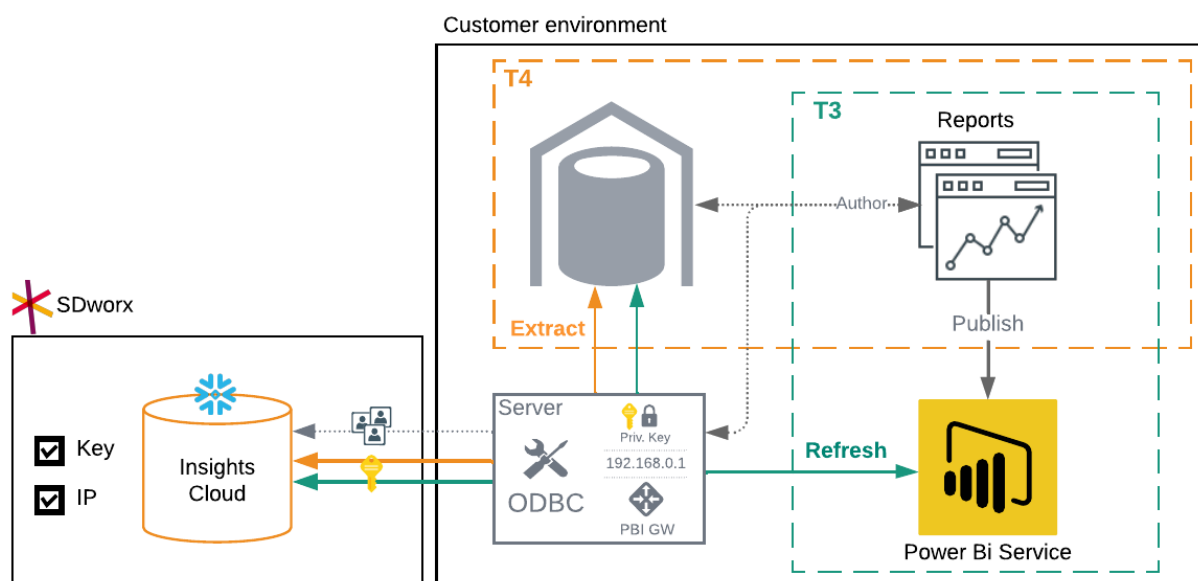 Customer environment
T4
T3
Reports
Author
SDworx
Extract
Publish
Server
Priv. Key
192.168.0.1
ODBC
PBI GW
Key
IP
Insights
Cloud
Refresh
Power Bi Service